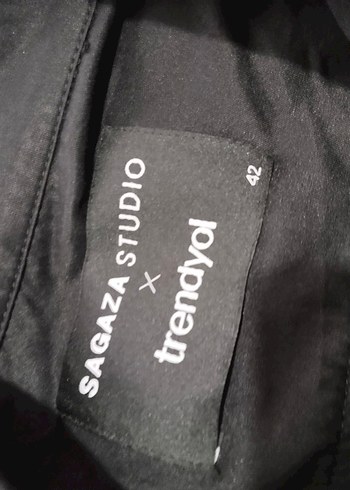 SAGAZA STUDIO
X
trendyol
42